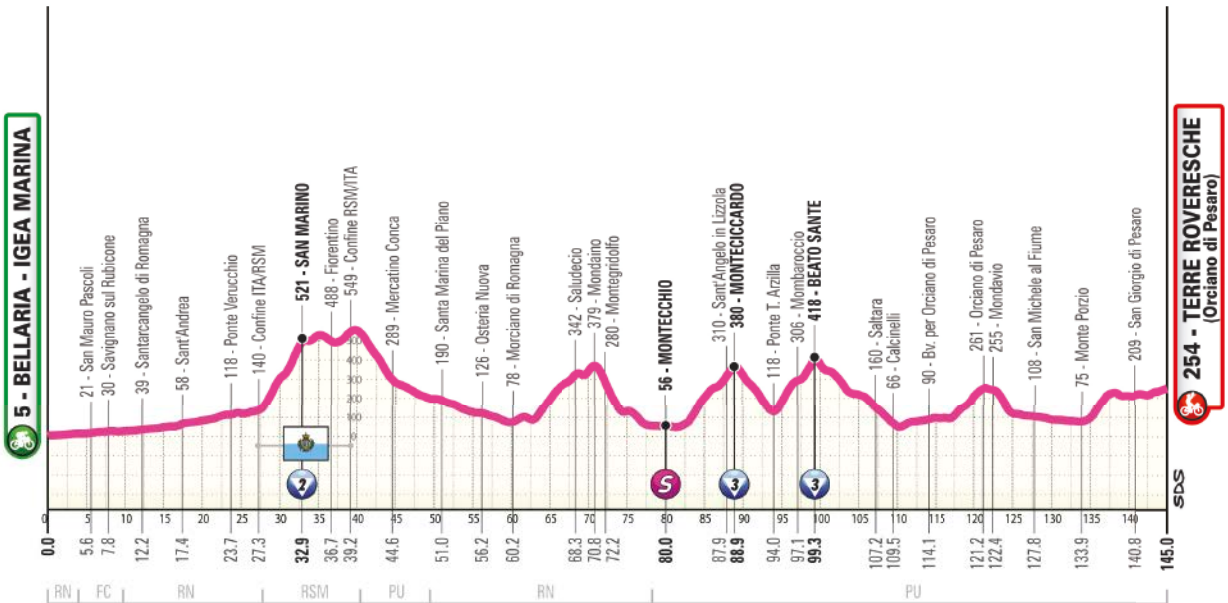 5 - BELLARIA - IGEA MARINA
21 - San Mauro Pascoli
30 - Savignano sul Rubicone
39 - Santarcangelo di Romagna
58 - Sant'Andrea
118 - Ponte Verucchio
140 - Confine ITA/RSM
521 - SAN MARINO
488 - Fiorentino
549 - Confine RSM/ITA
289 - Mercatino Conca
190 - Santa Marina del Piano
126 - Osteria Nuova
78 - Morciano di Romagna
342 - Saludecio
379 - Mondaino
280 - Montegridolfo
56 - MONTECCHIO
310 - Sant'Angelo in Lizzola
380 - MONTECICCARDO
118 - Ponte T. Arzilla
306 - Mombaroccio
418 - BEATO SANTE
160 - Saltara
66 - Calcinelli
90 - Bv. per Orciano di Pesaro
261 - Orciano di Pesaro
255 - Mondavio
108 - San Michele al Fiume
75 - Monte Porzio
209 - San Giorgio di Pesaro
254 - TERRE ROVERESCHE
(Orciano di Pesaro)
500
400
300
200
100
0
2
S
3
3
SDS
0 5 10 15 20 25 30 35 40 45 50 55 60 65 70 75 80 85 90 95 100 105 110 115 120 125 130 135 140
0.0 5.6 7.8 12.2 17.4 23.7 27.3 32.9 36.7 39.2 44.6 51.0 56.2 60.2 68.3 70.8 72.2 80.0 87.9 88.9 94.0 97.1 99.3 107.2 109.5 114.1 121.2 122.4 127.8 133.9 140.8 145.0
RN FC RN RSM PU RN PU